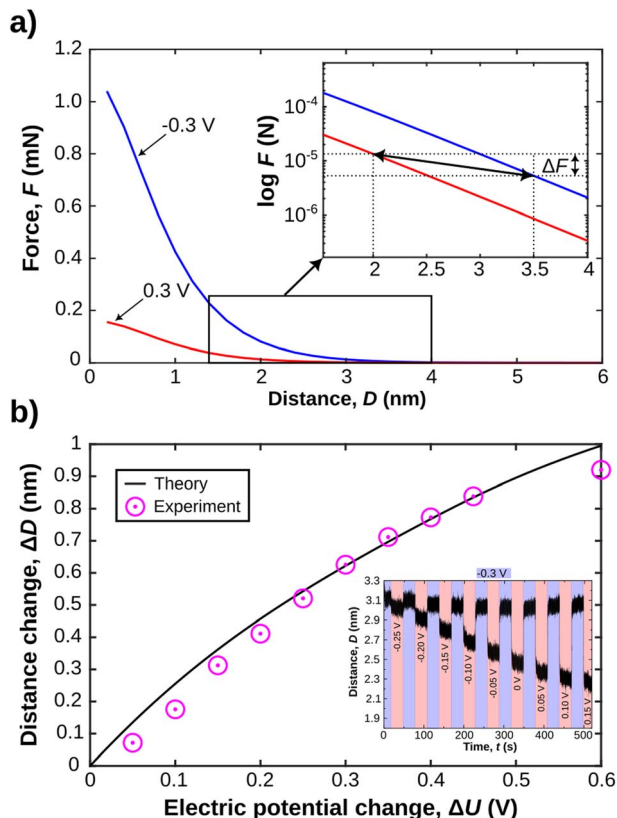 a)
1.2
1.0
0.8
0.6
0.4
0.2
0
Force, F (mN)
-0.3 V
0.3 V
0 1 2 3 4 5 6
Distance, D (nm)
log F (N)
10⁻⁴
10⁻⁵
10⁻⁶
ΔF
2 2.5 3 3.5 4
b)
1
0.9
0.8
0.7
0.6
0.5
0.4
0.3
0.2
0.1
0
Distance change, ΔD (nm)
Theory
Experiment
-0.3 V
3.3
3.0
2.7
2.5
2.4
2.1
1.9
Distance, D (nm)
-0.25 V
-0.20 V
-0.15 V
-0.10 V
-0.05 V
0 V
0.05 V
0.10 V
0.15 V
0 100 200 300 400 500
Time, t (s)
0 0.1 0.2 0.3 0.4 0.5 0.6
Electric potential change, ΔU (V)